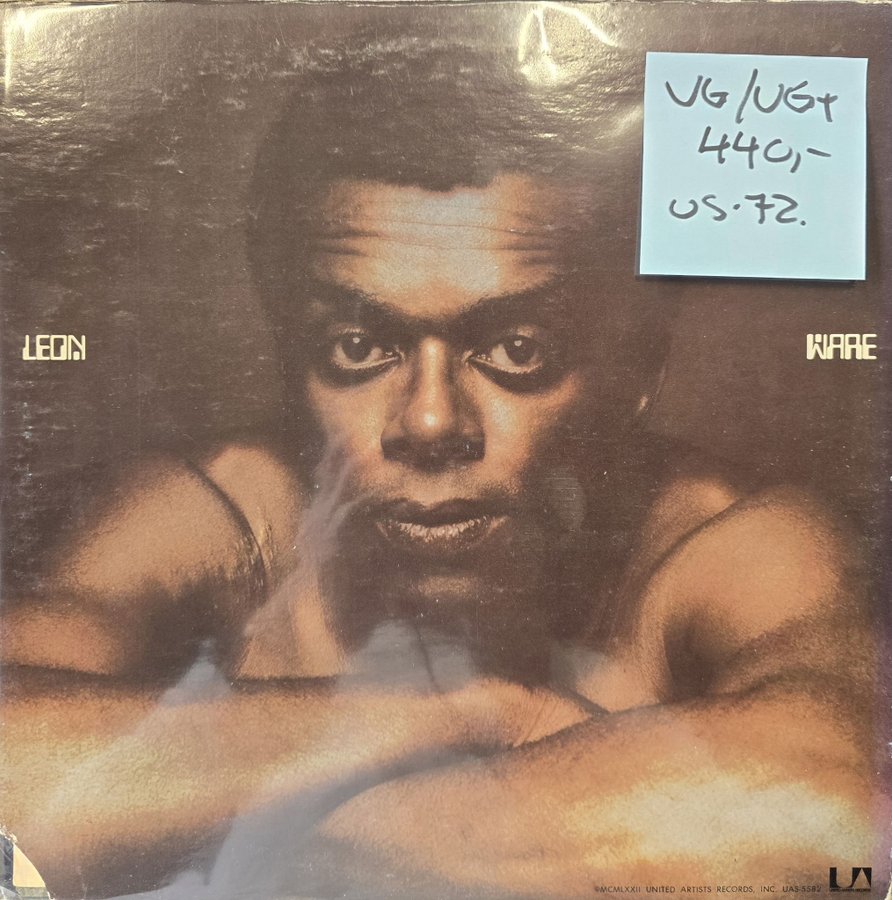 VG/VG+
440,-
US.72.
LEON WARE
©MCMLXXII UNITED ARTISTS RECORDS, INC. UAS-5582 UA